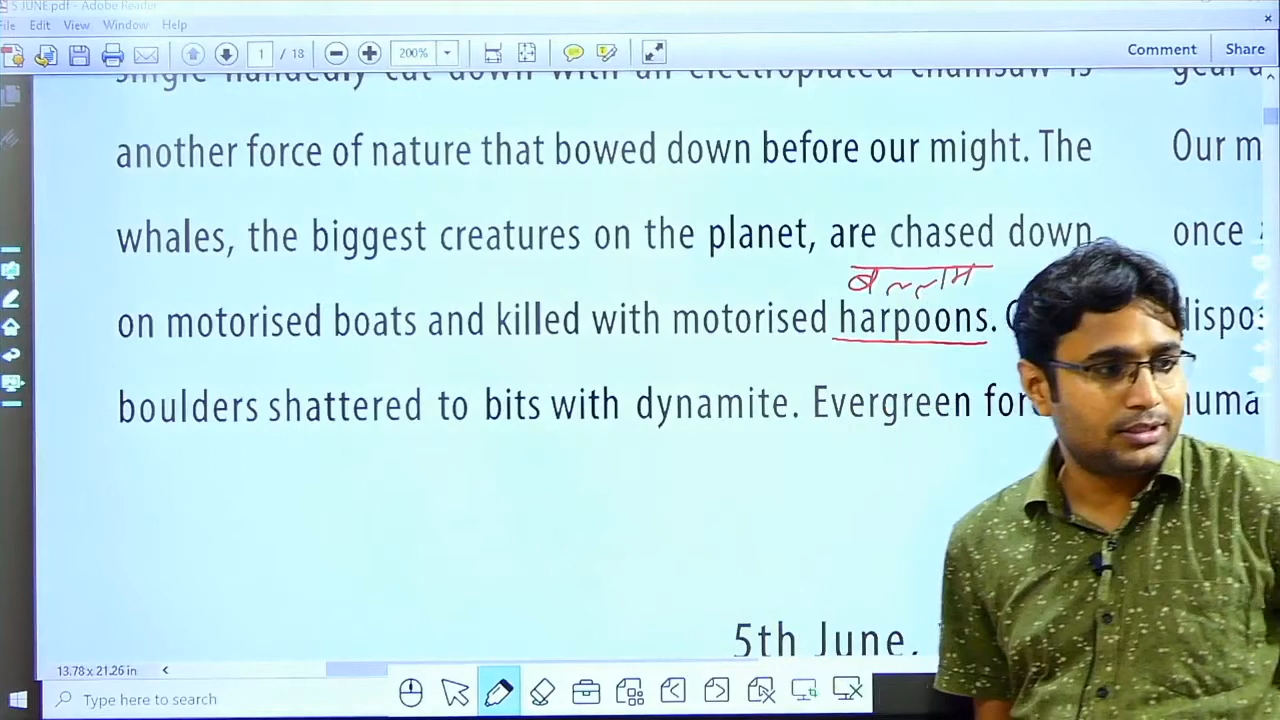 5 JUNE.pdf - Adobe Reader
File Edit View Window Help
1 / 18 200% Comment Share
another force of nature that bowed down before our might. The
whales, the biggest creatures on the planet, are chased down
बल्लम
on motorised boats and killed with motorised harpoons.
boulders shattered to bits with dynamite. Evergreen
Our
once
5th June.
13.78 x 21.26 in
Type here to search